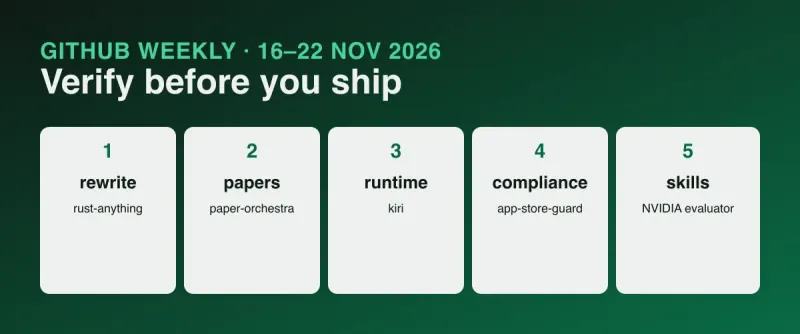 GITHUB WEEKLY · 16–22 NOV 2026
Verify before you ship
1
rewrite
rust-anything
2
papers
paper-orchestra
3
runtime
kiri
4
compliance
app-store-guard
5
skills
NVIDIA evaluator